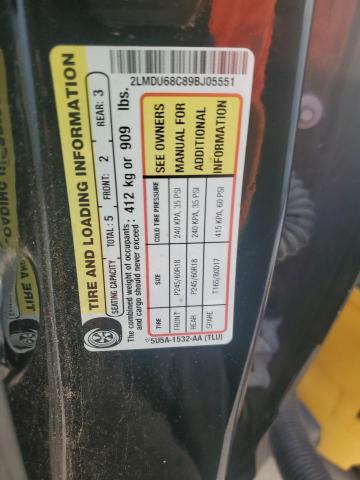 2LMDU68C89BJ05551
TIRE AND LOADING INFORMATION
SEATING CAPACITY TOTAL: 5 FRONT: 2 REAR: 3
The combined weight of occupants and cargo should never exceed: 412 kg or 909 lbs.
SIZE COLD TIRE PRESSURE
FRONT P245/60R18 240 KPA, 35 PSI
REAR P245/60R18 240 KPA, 35 PSI
SPARE T165/80D17 415 KPA, 60 PSI
SEE OWNERS
MANUAL FOR
ADDITIONAL
INFORMATION
5U5A-1532-AA (TLU)